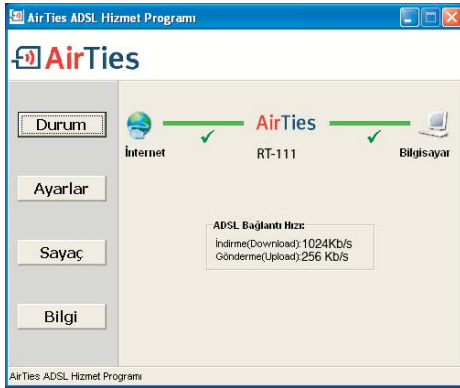 AirTies ADSL Hizmet Programı
AirTies
Durum
Ayarlar
Sayaç
Bilgi
AirTies
İnternet
RT-111
Bilgisayar
ADSL Bağlantı Hızı:
İndirme(Download):1024Kb/s
Gönderme(Upload):256 Kb/s
AirTies ADSL Hizmet Programı